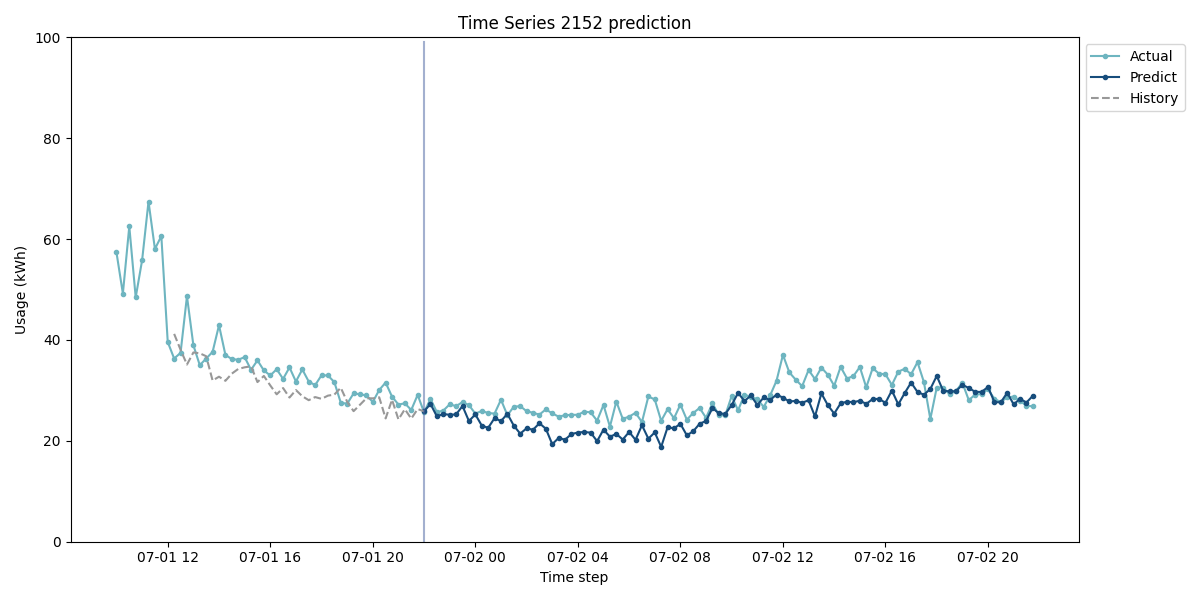 Time Series 2152 prediction
100
80
60
40
20
0
Usage (kWh)
07-01 12
07-01 16
07-01 20
07-02 00
07-02 04
07-02 08
07-02 12
07-02 16
07-02 20
Time step
Actual
Predict
History